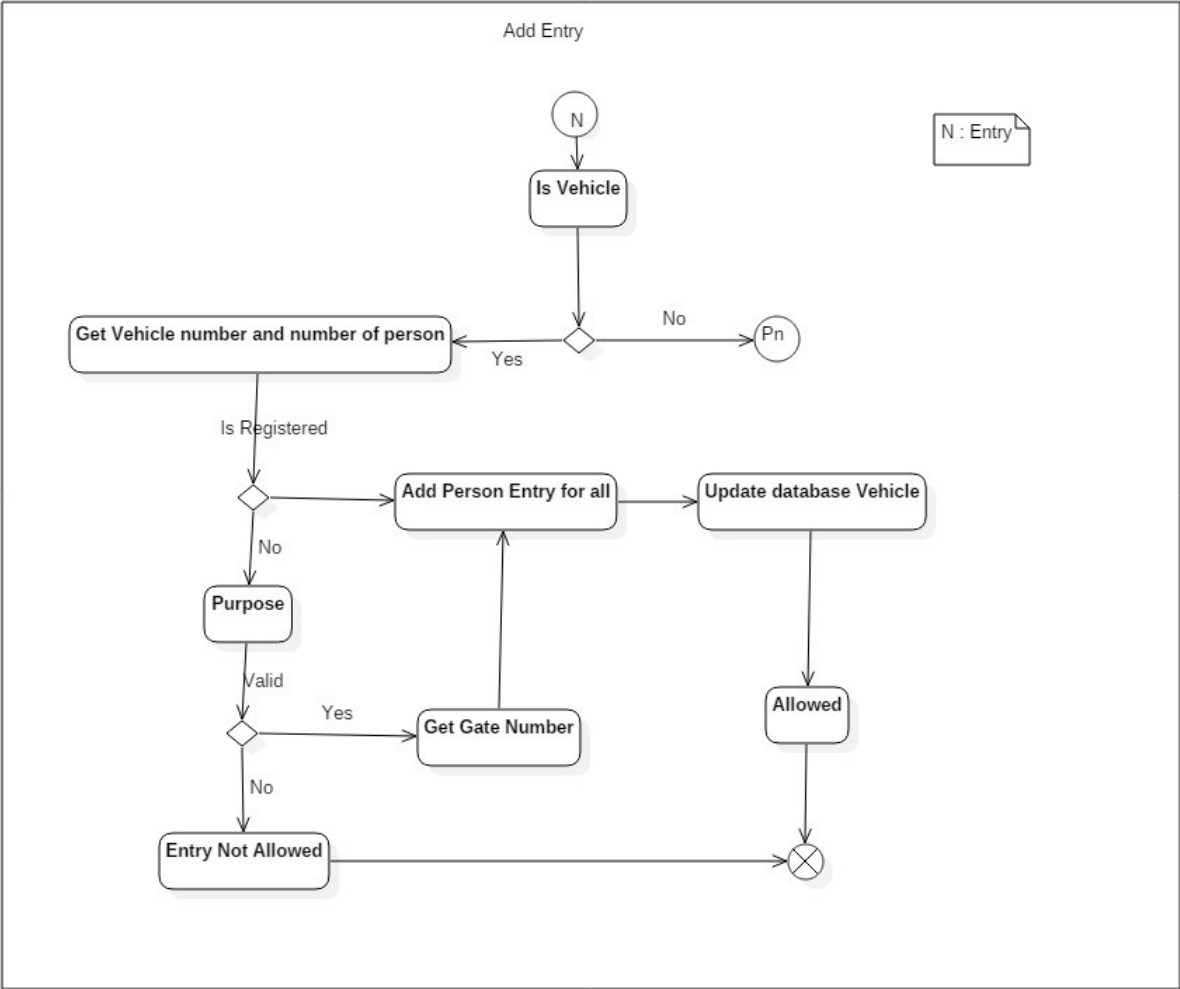 Add Entry
N
N : Entry
Is Vehicle
No
Pn
Get Vehicle number and number of person
Yes
Is Registered
Add Person Entry for all
Update database Vehicle
No
Purpose
Valid
Yes
Get Gate Number
Allowed
No
Entry Not Allowed